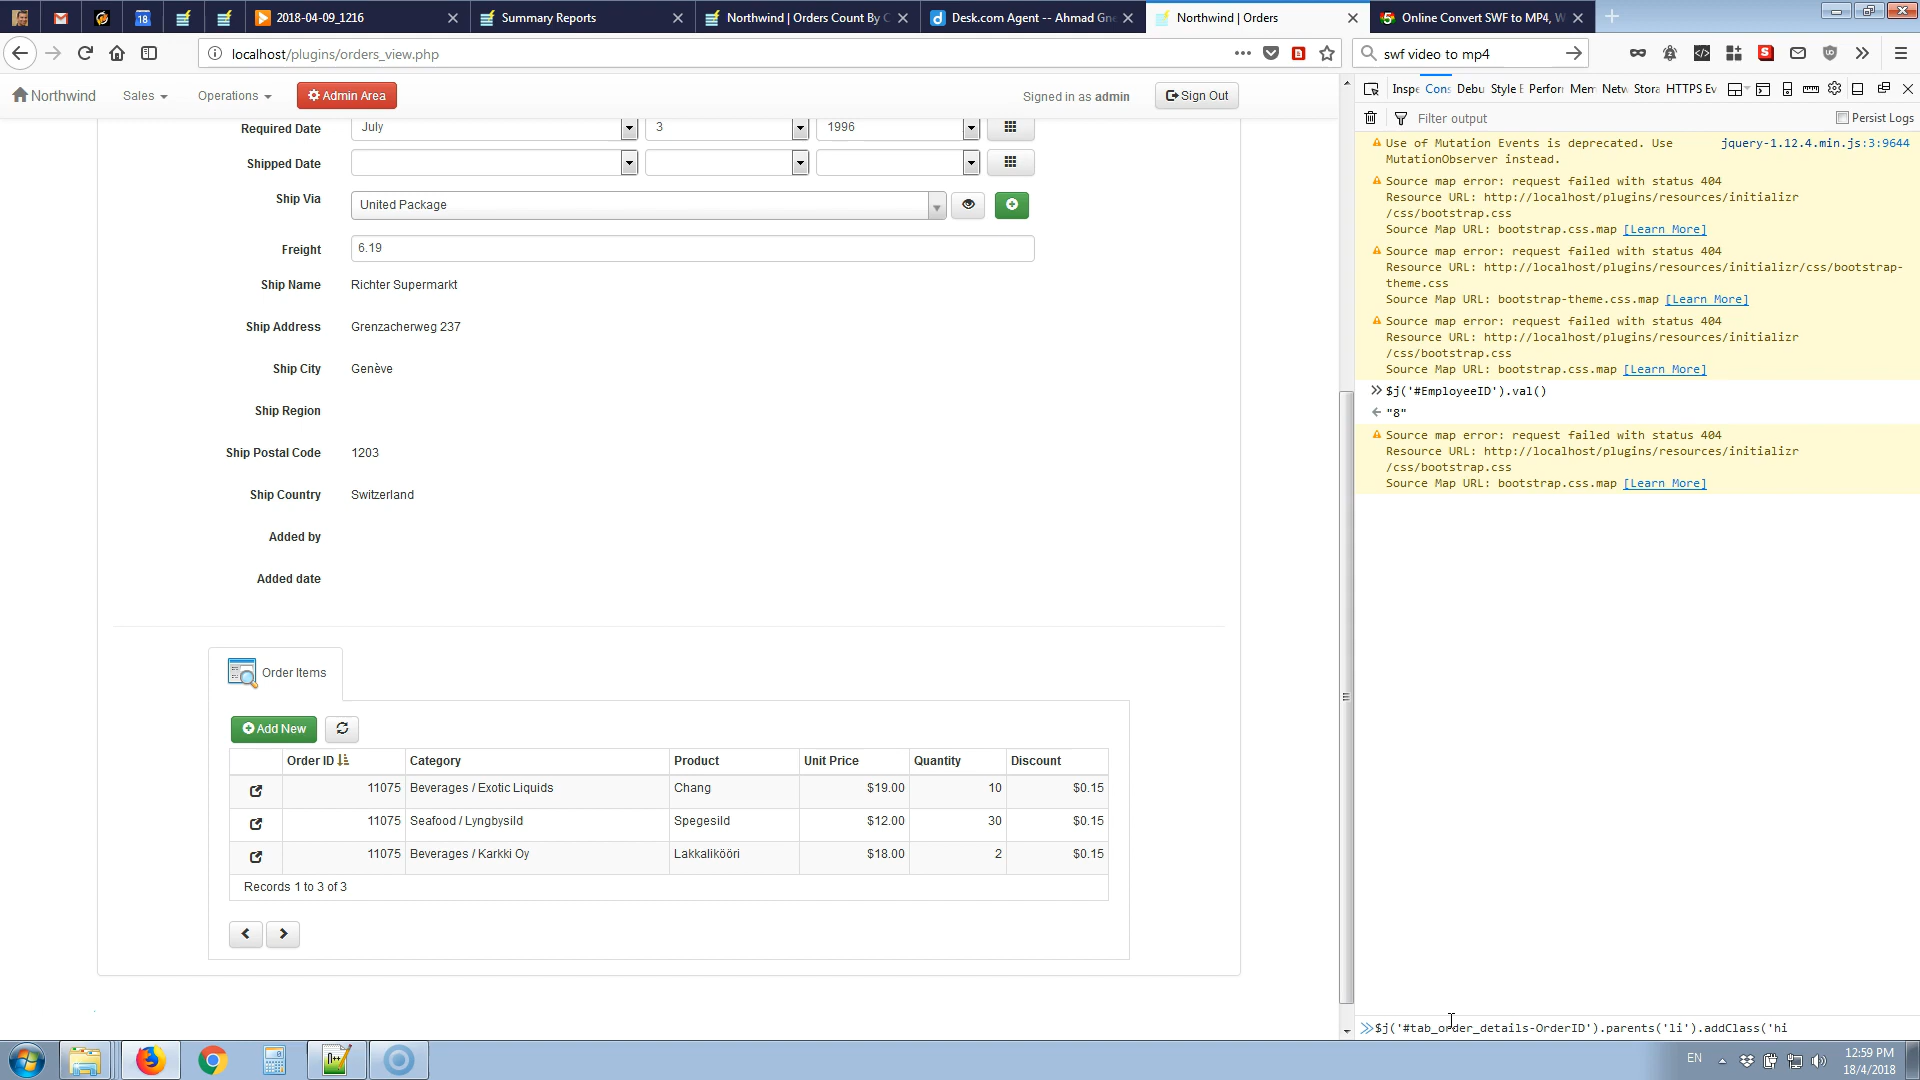 18
2018-04-09_1216
Summary Reports
Northwind | Orders Count By C
Desk.com Agent -- Ahmad Gne
Northwind | Orders
Online Convert SWF to MP4, W
localhost/plugins/orders_view.php
swf video to mp4
Northwind
Sales
Operations
Admin Area
Signed in as admin
Sign Out
Required Date
July
3
1996
Shipped Date
Ship Via
United Package
Freight
6.19
Ship Name
Richter Supermarkt
Ship Address
Grenzacherweg 237
Ship City
Genève
Ship Region
Ship Postal Code
1203
Ship Country
Switzerland
Added by
Added date
Order Items
Add New
Order ID Category Product Unit Price Quantity Discount
11075 Beverages / Exotic Liquids Chang $19.00 10 $0.15
11075 Seafood / Lyngbysild Spegesild $12.00 30 $0.15
11075 Beverages / Karkki Oy Lakkalikööri $18.00 2 $0.15
Records 1 to 3 of 3
Inspe Cons Debu Style E Perfor Mem Netw Stora HTTPS Ev
Filter output
Persist Logs
Use of Mutation Events is deprecated. Use jquery-1.12.4.min.js:3:9644
MutationObserver instead.
Source map error: request failed with status 404
Resource URL: http://localhost/plugins/resources/initializr
/css/bootstrap.css
Source Map URL: bootstrap.css.map [Learn More]
Source map error: request failed with status 404
Resource URL: http://localhost/plugins/resources/initializr/css/bootstrap-
theme.css
Source Map URL: bootstrap-theme.css.map [Learn More]
Source map error: request failed with status 404
Resource URL: http://localhost/plugins/resources/initializr
/css/bootstrap.css
Source Map URL: bootstrap.css.map [Learn More]
$j('#EmployeeID').val()
"8"
Source map error: request failed with status 404
Resource URL: http://localhost/plugins/resources/initializr
/css/bootstrap.css
Source Map URL: bootstrap.css.map [Learn More]
$j('#tab_order_details-OrderID').parents('li').addClass('hi
EN
12:59 PM
18/4/2018